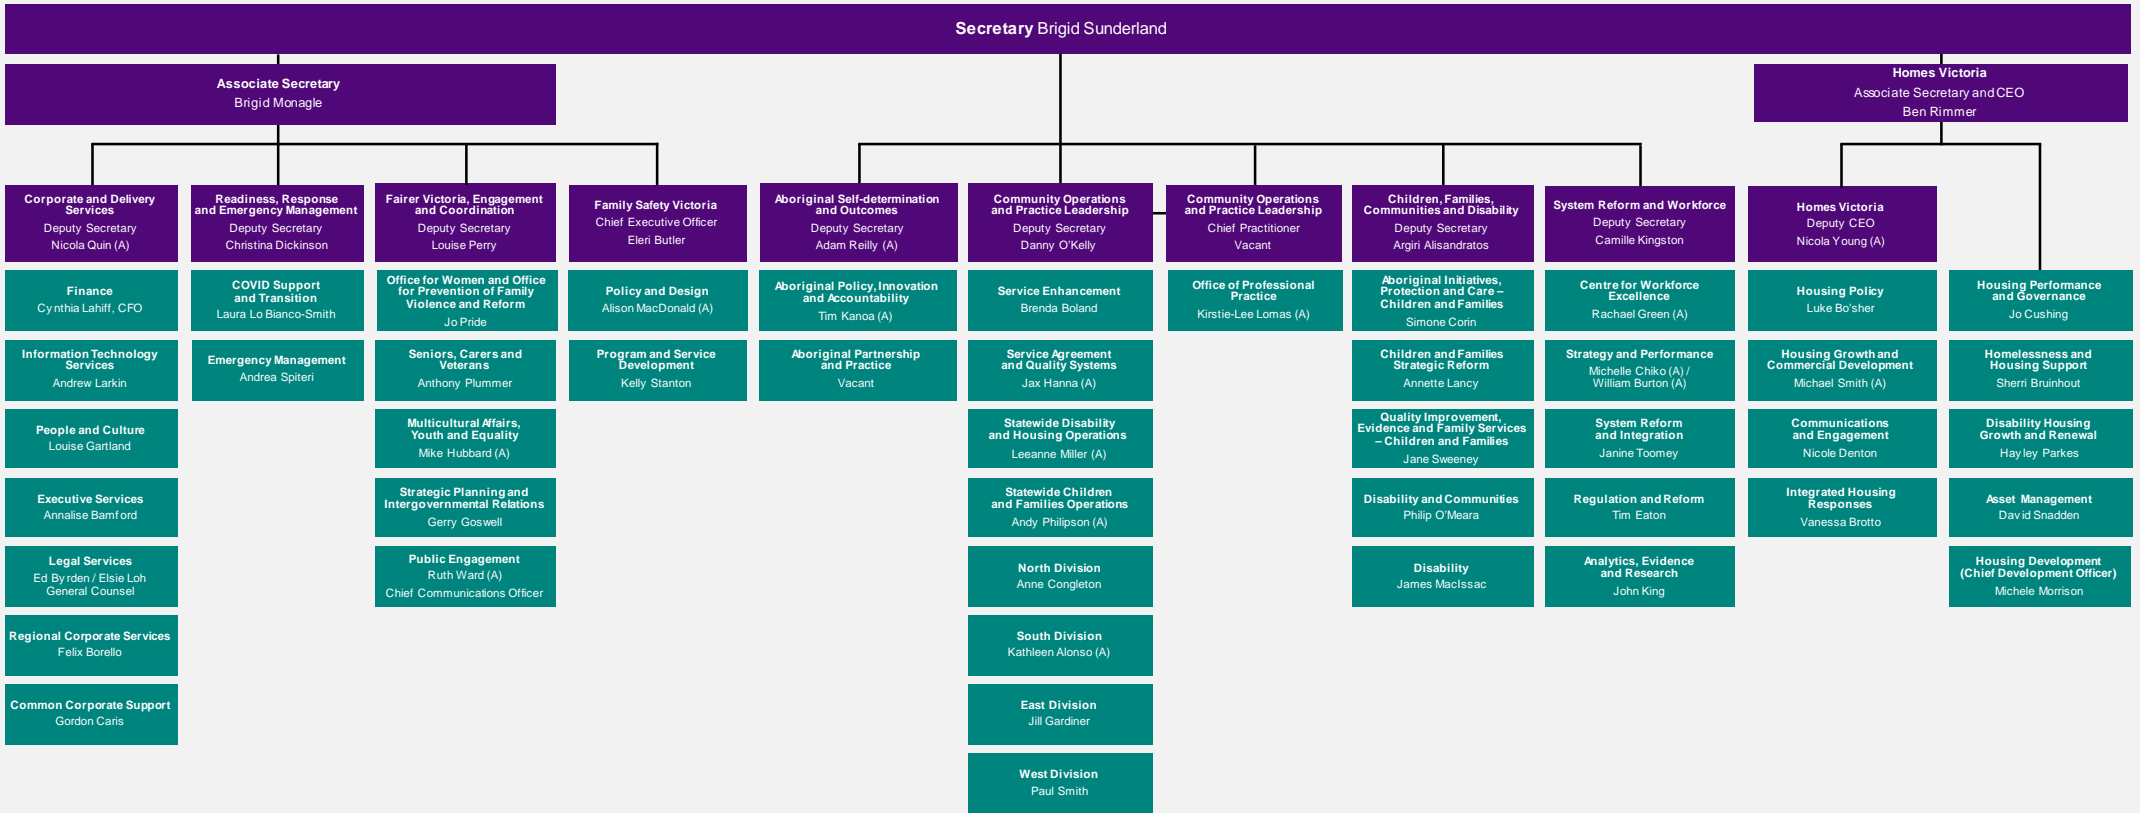 Secretary Brigid Sunderland
Associate Secretary
Brigid Monagle
Homes Victoria
Associate Secretary and CEO
Ben Rimmer
Corporate and Delivery
Services
Deputy Secretary
Nicola Quin (A)
Readiness, Response
and Emergency Management
Deputy Secretary
Christina Dickinson
Fairer Victoria, Engagement
and Coordination
Deputy Secretary
Louise Perry
Family Safety Victoria
Chief Executive Officer
Eleri Butler
Aboriginal Self-determination
and Outcomes
Deputy Secretary
Adam Reilly (A)
Community Operations
and Practice Leadership
Deputy Secretary
Danny O'Kelly
Community Operations
and Practice Leadership
Chief Practitioner
Vacant
Children, Families,
Communities and Disability
Deputy Secretary
Argiri Alisandratos
System Reform and Workforce
Deputy Secretary
Camille Kingston
Homes Victoria
Deputy CEO
Nicola Young (A)
Finance
Cynthia Lahiff, CFO
Information Technology
Services
Andrew Larkin
People and Culture
Louise Gartland
Executive Services
Annalise Bamford
Legal Services
Ed Byrden / Elsie Loh
General Counsel
Regional Corporate Services
Felix Borello
Common Corporate Support
Gordon Caris
COVID Support
and Transition
Laura Lo Bianco-Smith
Emergency Management
Andrea Spiteri
Office for Women and Office
for Prevention of Family
Violence and Reform
Jo Pride
Seniors, Carers and
Veterans
Anthony Plummer
Multicultural Affairs,
Youth and Equality
Mike Hubbard (A)
Strategic Planning and
Intergovernmental Relations
Gerry Goswell
Public Engagement
Ruth Ward (A)
Chief Communications Officer
Policy and Design
Alison MacDonald (A)
Program and Service
Development
Kelly Stanton
Aboriginal Policy, Innovation
and Accountability
Tim Kanoa (A)
Aboriginal Partnership
and Practice
Vacant
Service Enhancement
Brenda Boland
Service Agreement
and Quality Systems
Jax Hanna (A)
Statewide Disability
and Housing Operations
Leeanne Miller (A)
Statewide Children
and Families Operations
Andy Philipson (A)
North Division
Anne Congleton
South Division
Kathleen Alonso (A)
East Division
Jill Gardiner
West Division
Paul Smith
Office of Professional
Practice
Kirstie-Lee Lomas (A)
Aboriginal Initiatives,
Protection and Care –
Children and Families
Simone Corin
Children and Families
Strategic Reform
Annette Lancy
Quality Improvement,
Evidence and Family Services
– Children and Families
Jane Sweeney
Disability and Communities
Philip O'Meara
Disability
James MacIssac
Centre for Workforce
Excellence
Rachael Green (A)
Strategy and Performance
Michelle Chiko (A) /
William Burton (A)
System Reform
and Integration
Janine Toomey
Regulation and Reform
Tim Eaton
Analytics, Evidence
and Research
John King
Housing Policy
Luke Bo'sher
Housing Growth and
Commercial Development
Michael Smith (A)
Communications
and Engagement
Nicole Denton
Integrated Housing
Responses
Vanessa Brotto
Housing Performance
and Governance
Jo Cushing
Homelessness and
Housing Support
Sherri Bruinhout
Disability Housing
Growth and Renewal
Hayley Parkes
Asset Management
David Snadden
Housing Development
(Chief Development Officer)
Michele Morrison